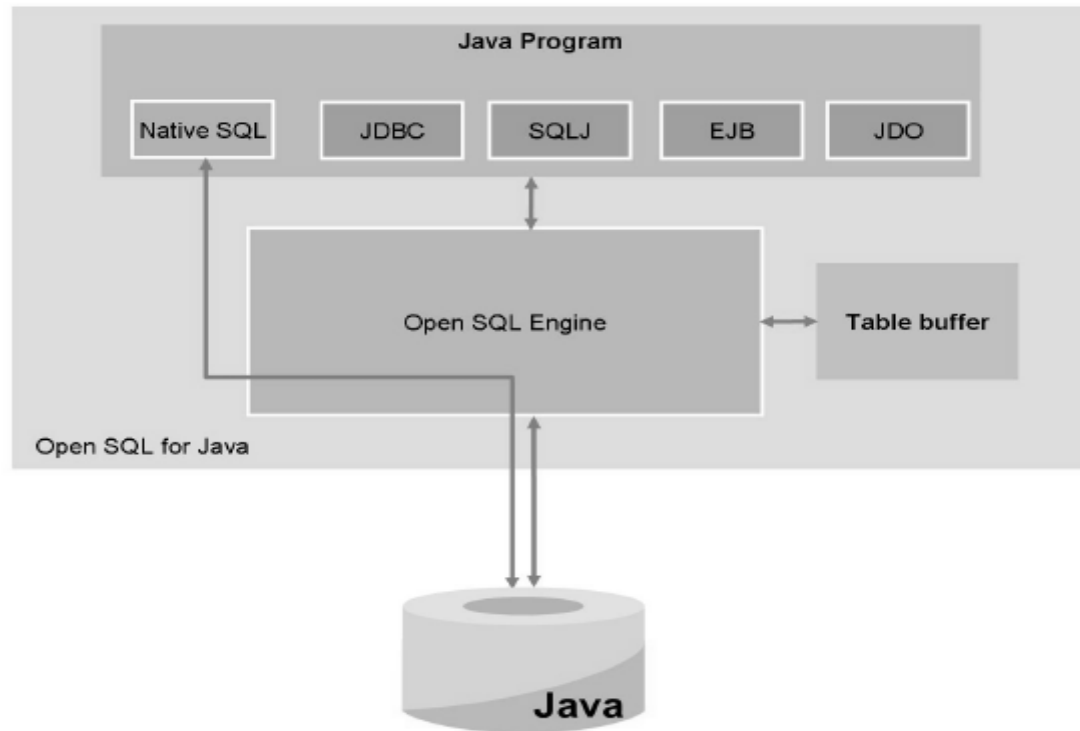 Java Program
Native SQL
JDBC
SQLJ
EJB
JDO
Open SQL Engine
Table buffer
Open SQL for Java
Java